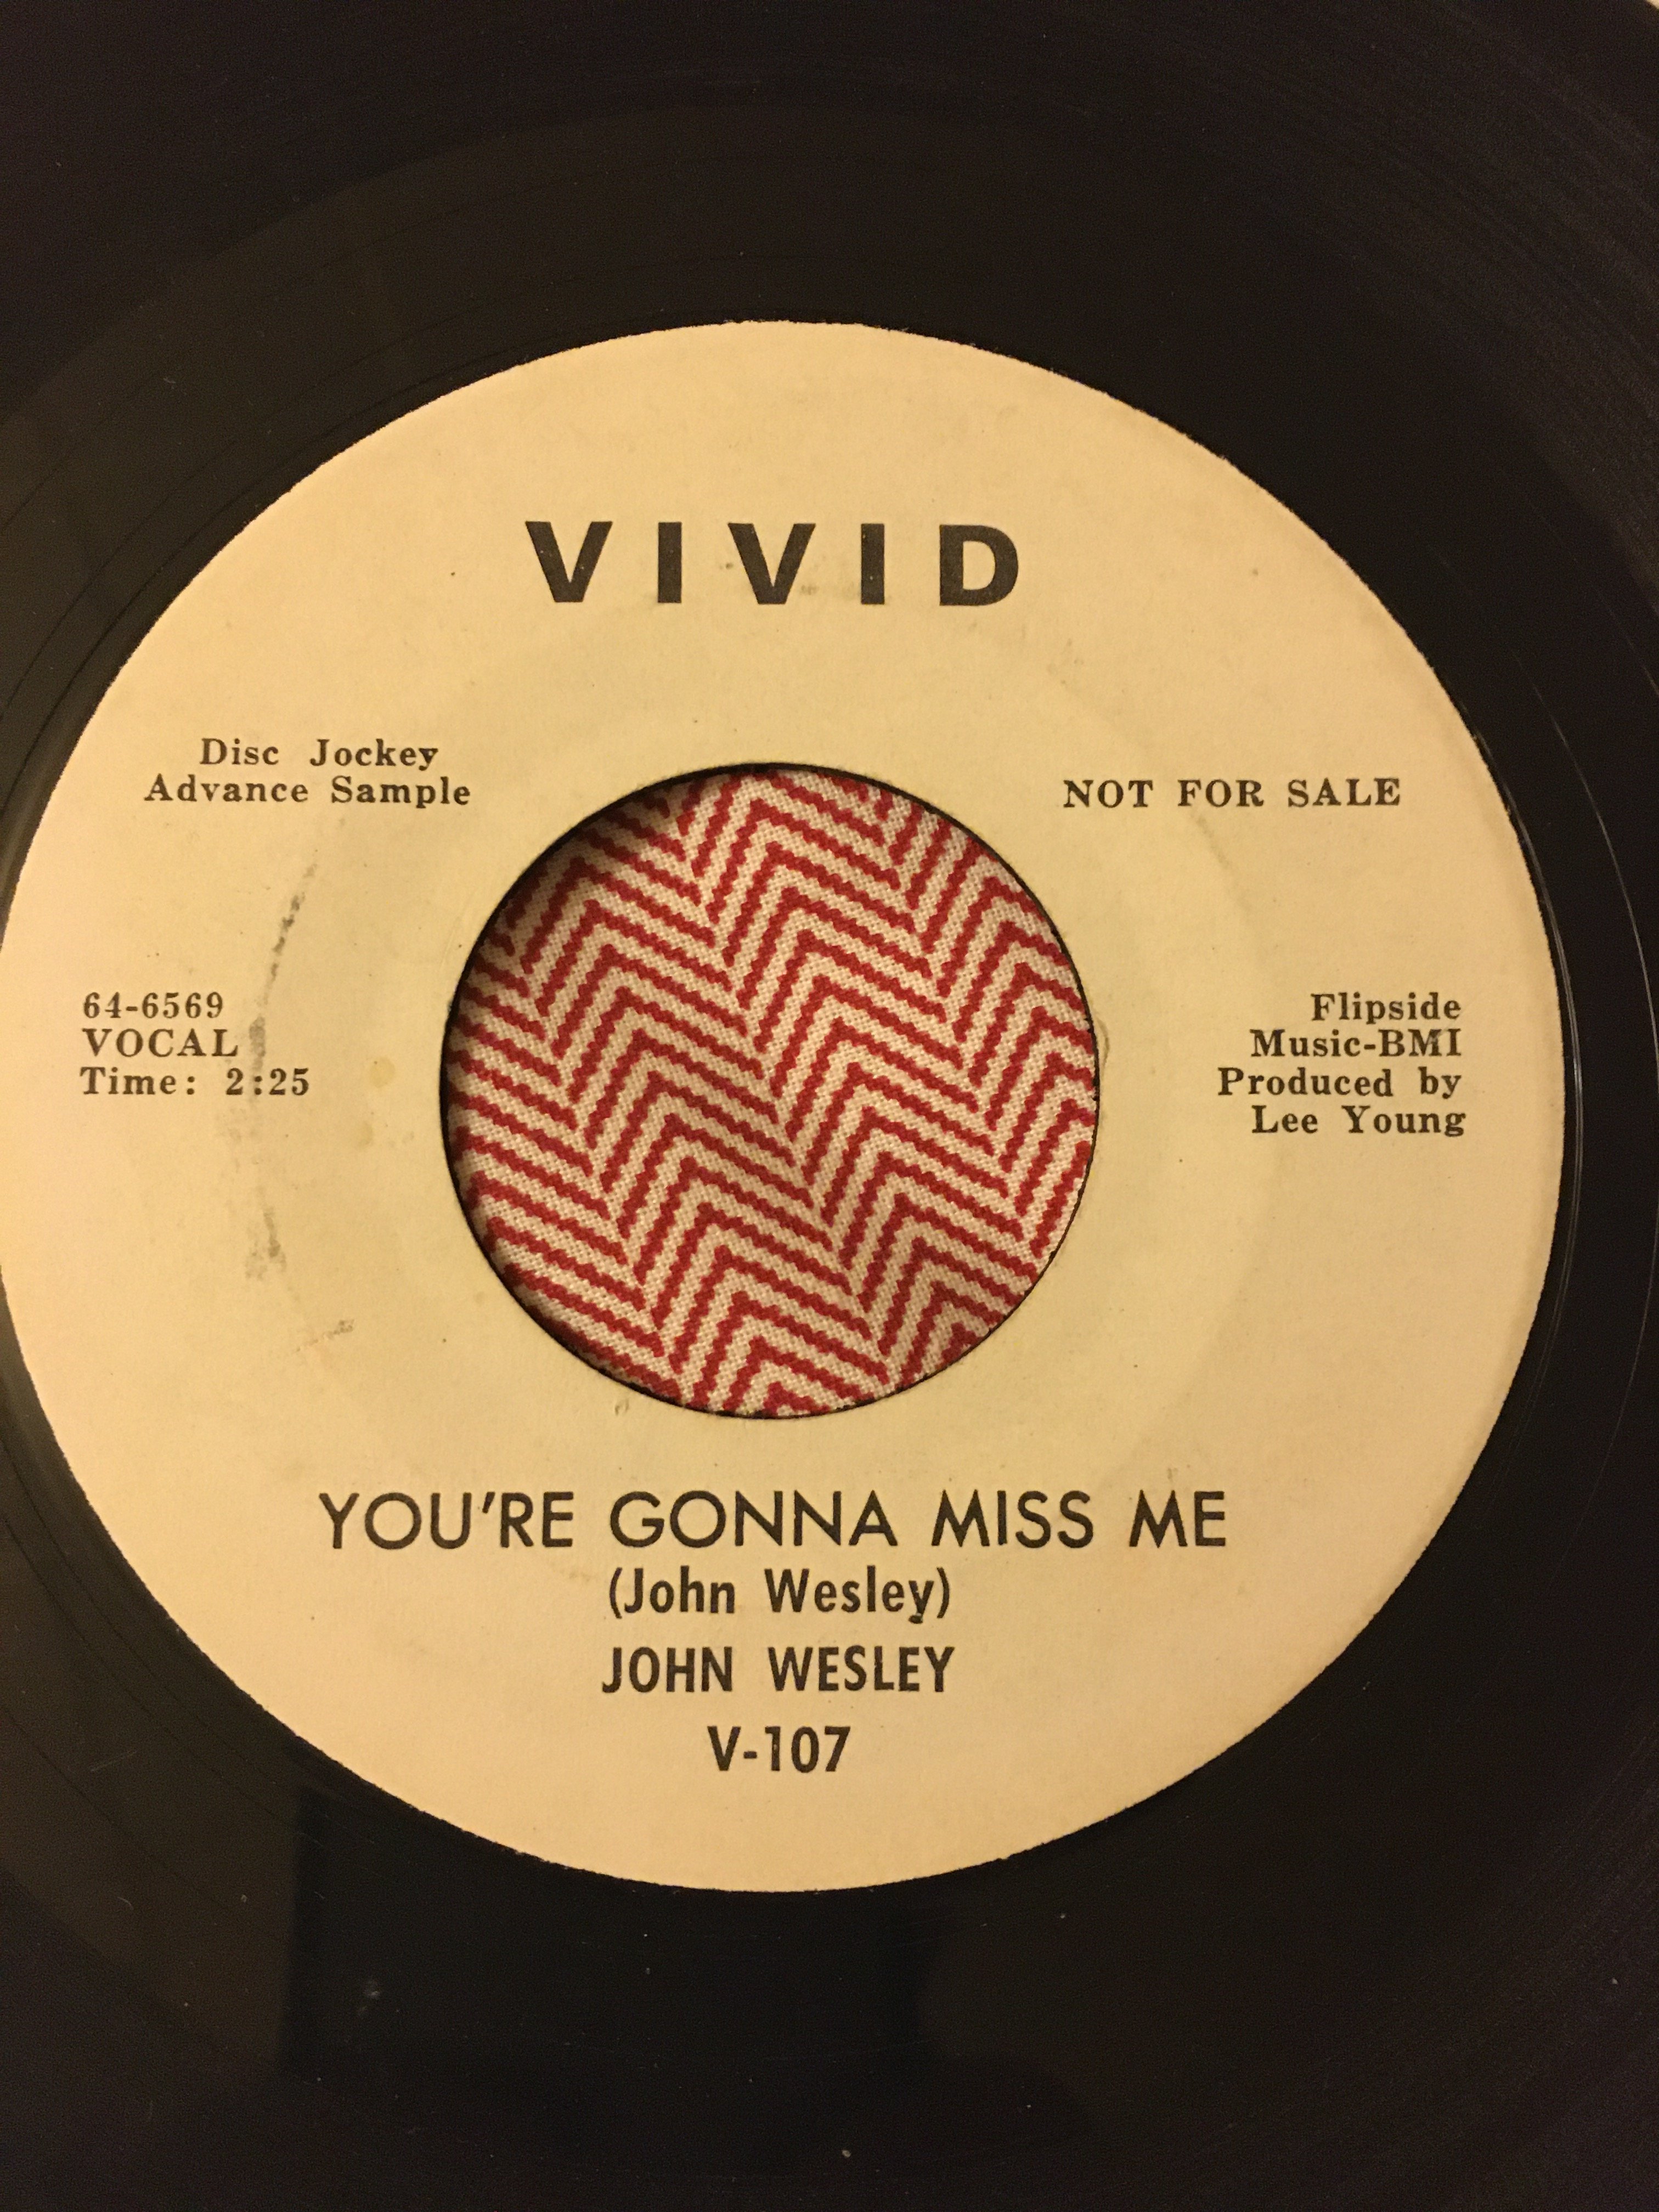 VIVID
Disc Jockey
Advance Sample
NOT FOR SALE
64-6569
VOCAL
Time: 2:25
Flipside
Music-BMI
Produced by
Lee Young
YOU'RE GONNA MISS ME
(John Wesley)
JOHN WESLEY
V-107